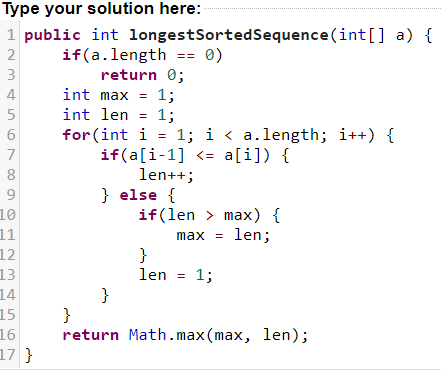 Type your solution here:
1 public int longestSortedSequence(int[] a) {
2     if(a.length == 0)
3         return 0;
4     int max = 1;
5     int len = 1;
6     for(int i = 1; i < a.length; i++) {
7         if(a[i-1] <= a[i]) {
8             len++;
9         } else {
10             if(len > max) {
11                 max = len;
12             }
13             len = 1;
14         }
15     }
16     return Math.max(max, len);
17 }